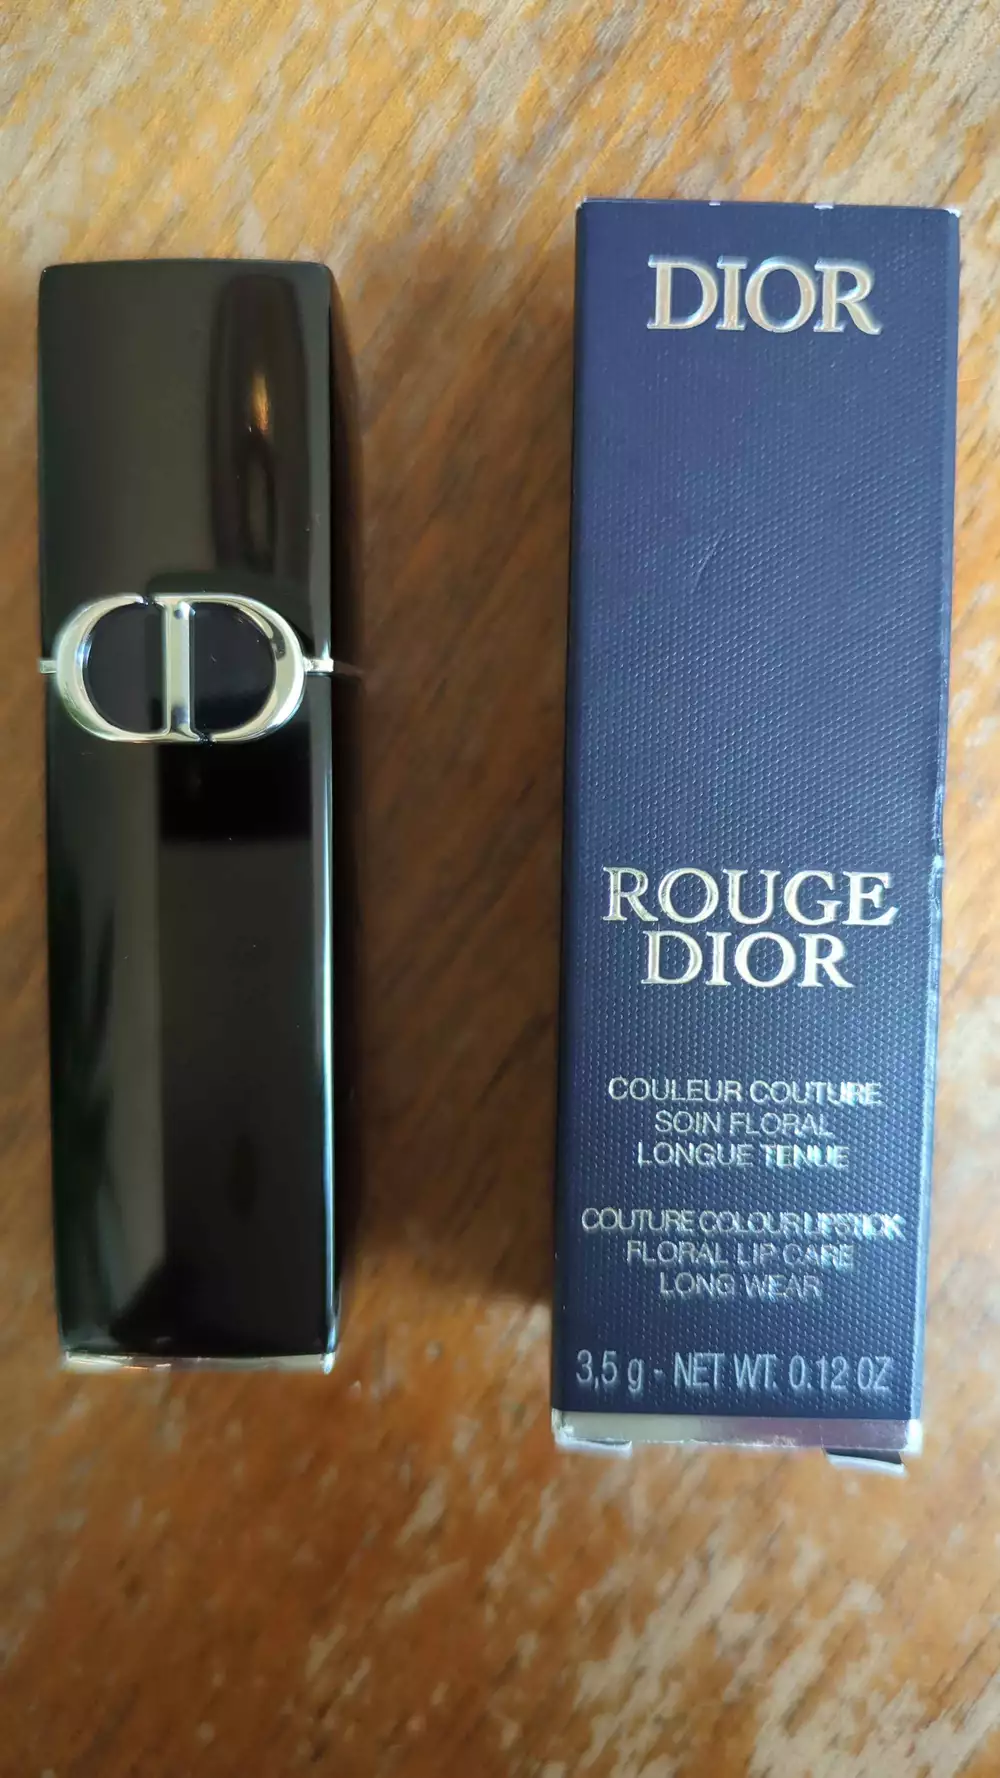 DIOR
ROUGE
DIOR
COULEUR COUTURE
SOIN FLORAL
LONGUE TENUE
COUTURE COLOUR LIPSTICK
FLORAL LIP CARE
LONG WEAR
3,5 g - NET WT. 0.12 OZ
CD